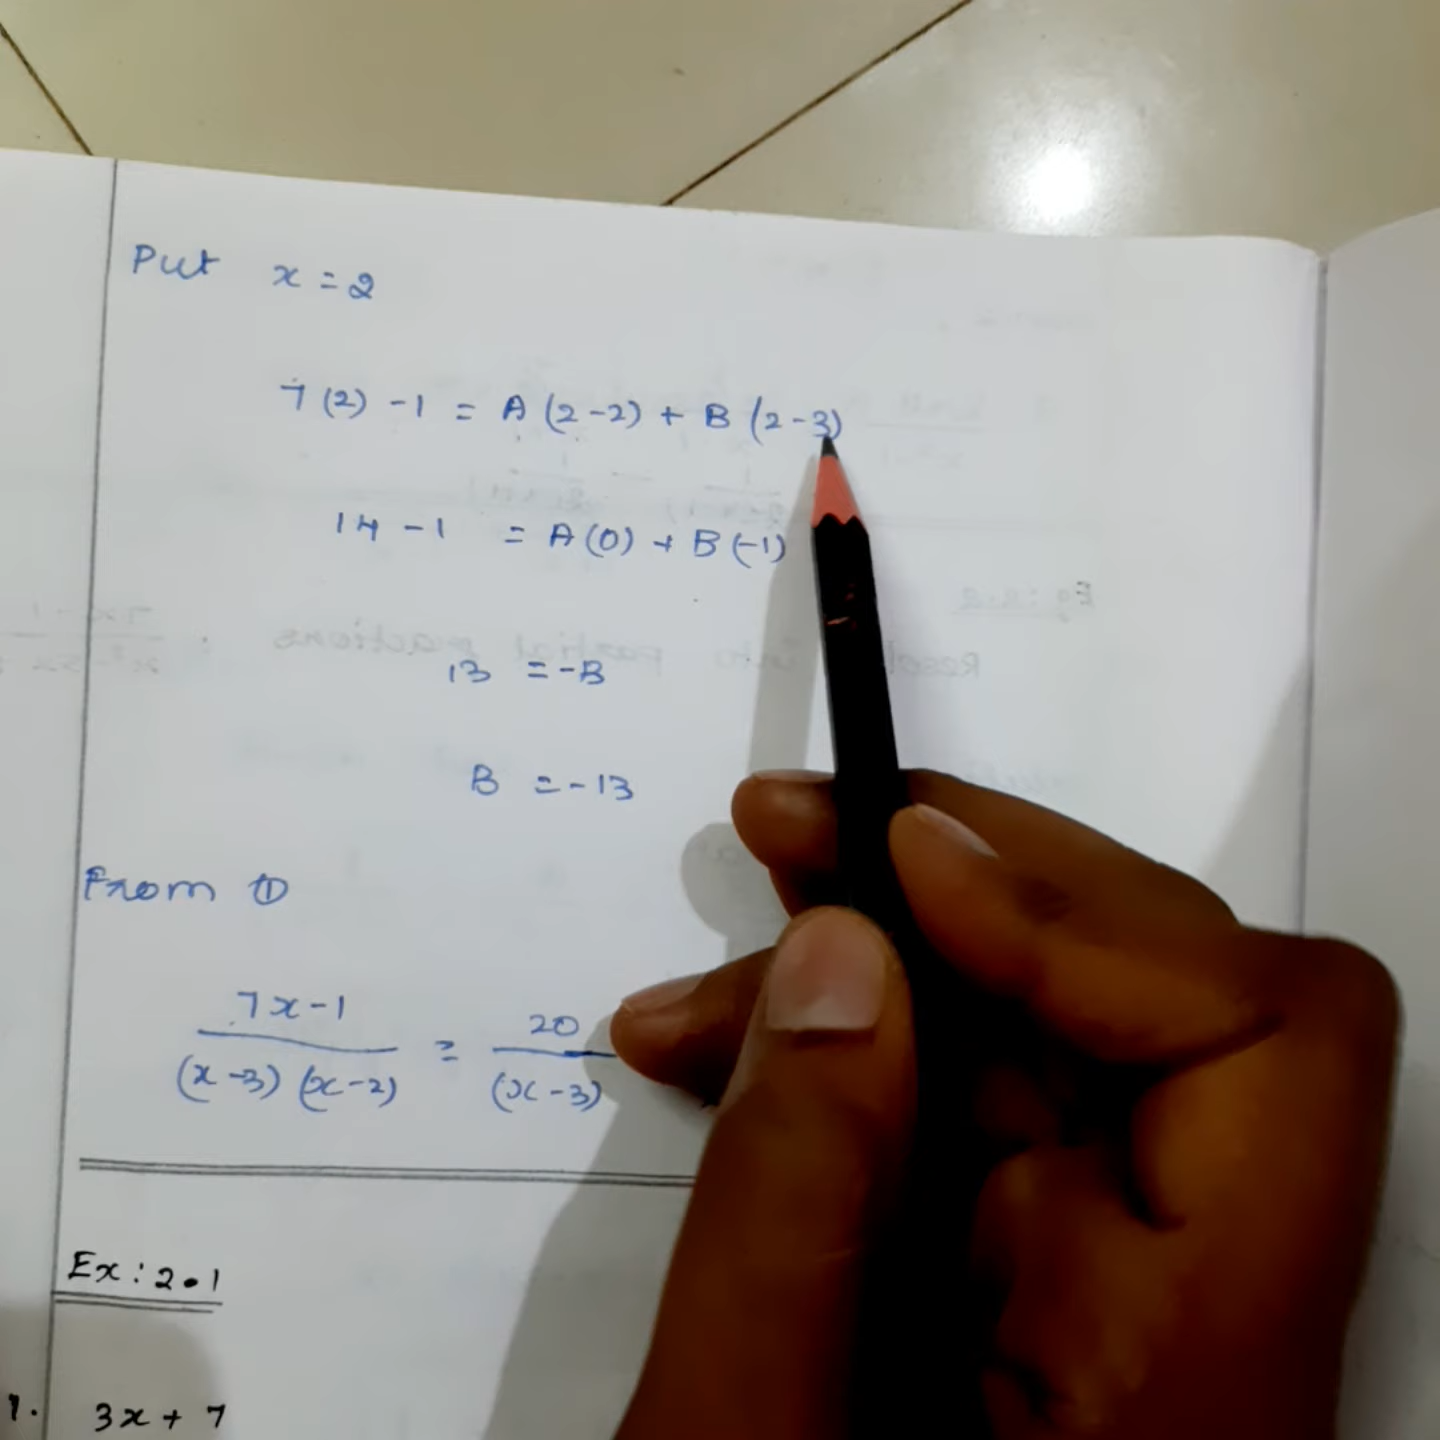 Put x = 2
7(2) - 1 = A(2-2) + B(2-3)
14 - 1 = A(0) + B(-1)
13 = -B
B = -13
From ①
7x-1 / (x-3)(x-2) = 20 / (x-3)
Ex: 2.1
1. 3x + 7